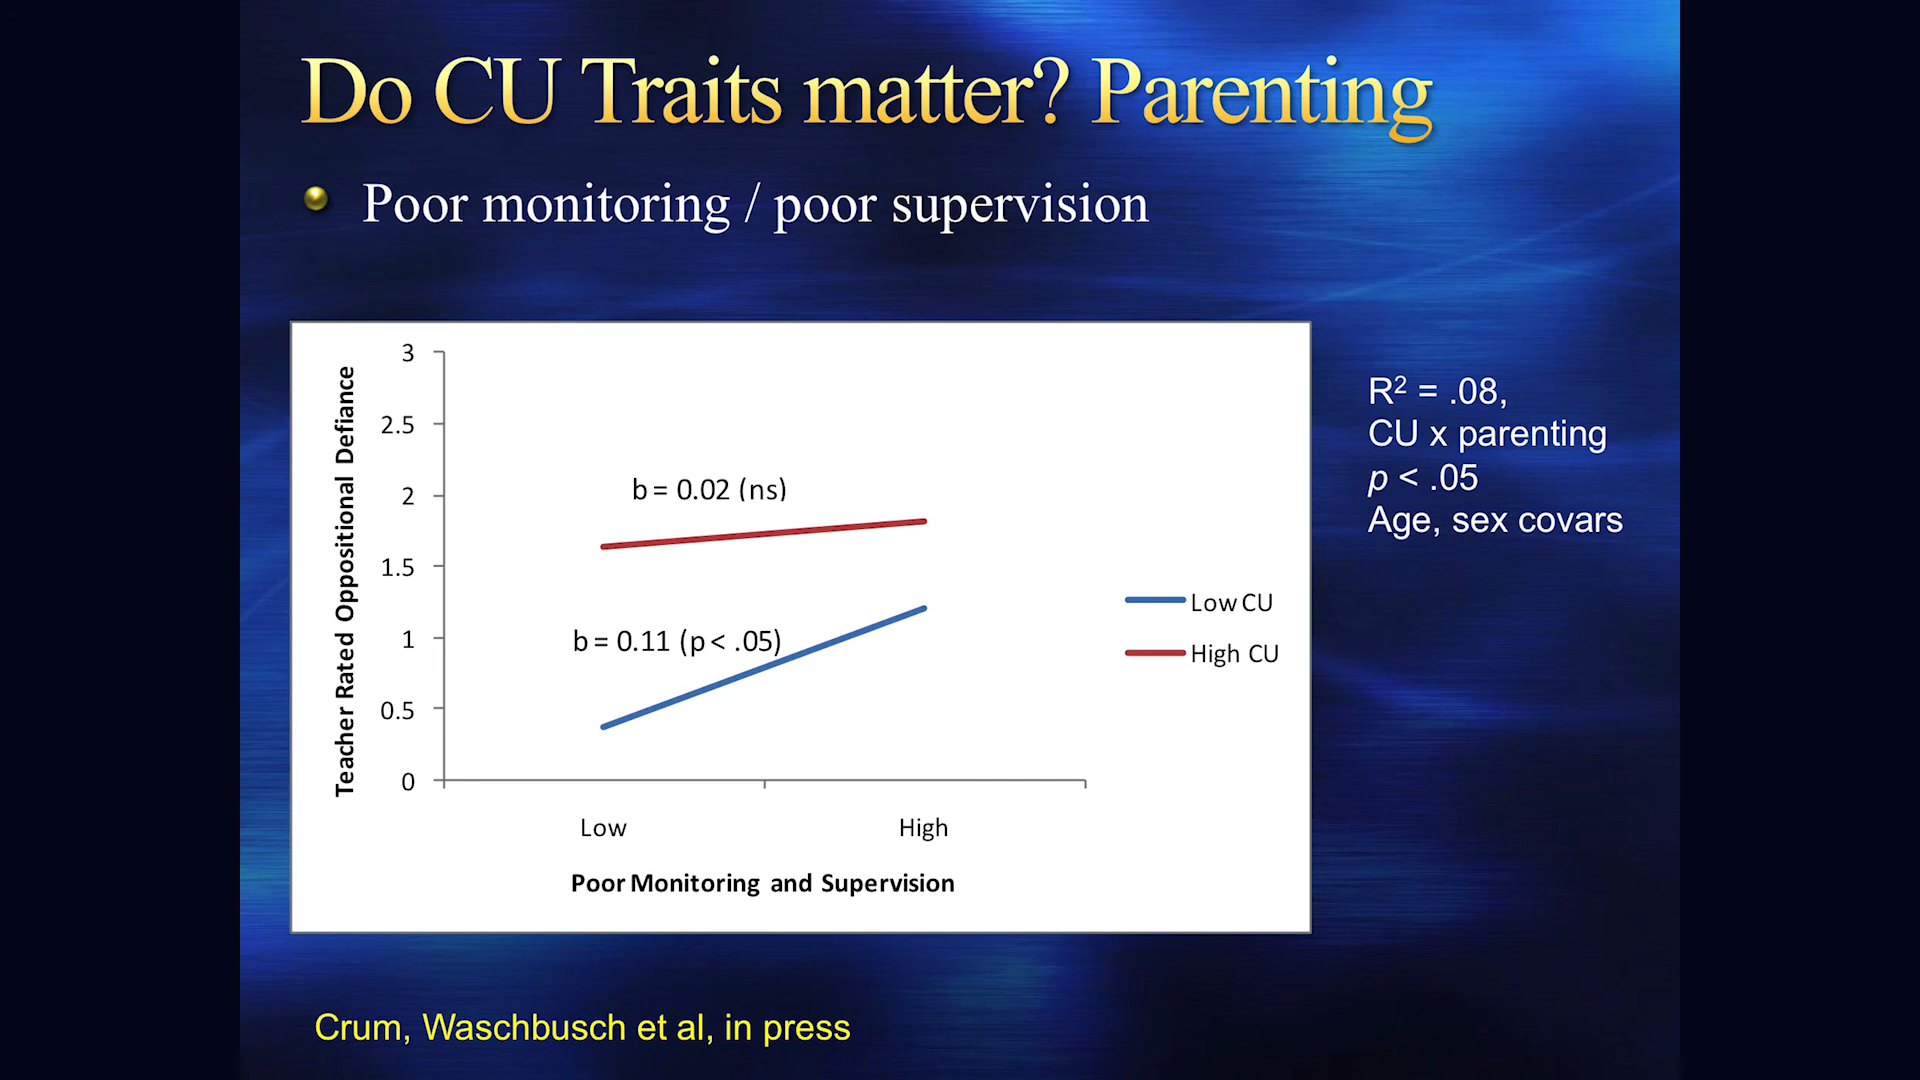 Do CU Traits matter? Parenting
Poor monitoring / poor supervision
Teacher Rated Oppositional Defiance
3
2.5
2
1.5
1
0.5
0
b = 0.02 (ns)
b = 0.11 (p < .05)
Low
High
Poor Monitoring and Supervision
Low CU
High CU
R² = .08,
CU x parenting
p < .05
Age, sex covars
Crum, Waschbusch et al, in press